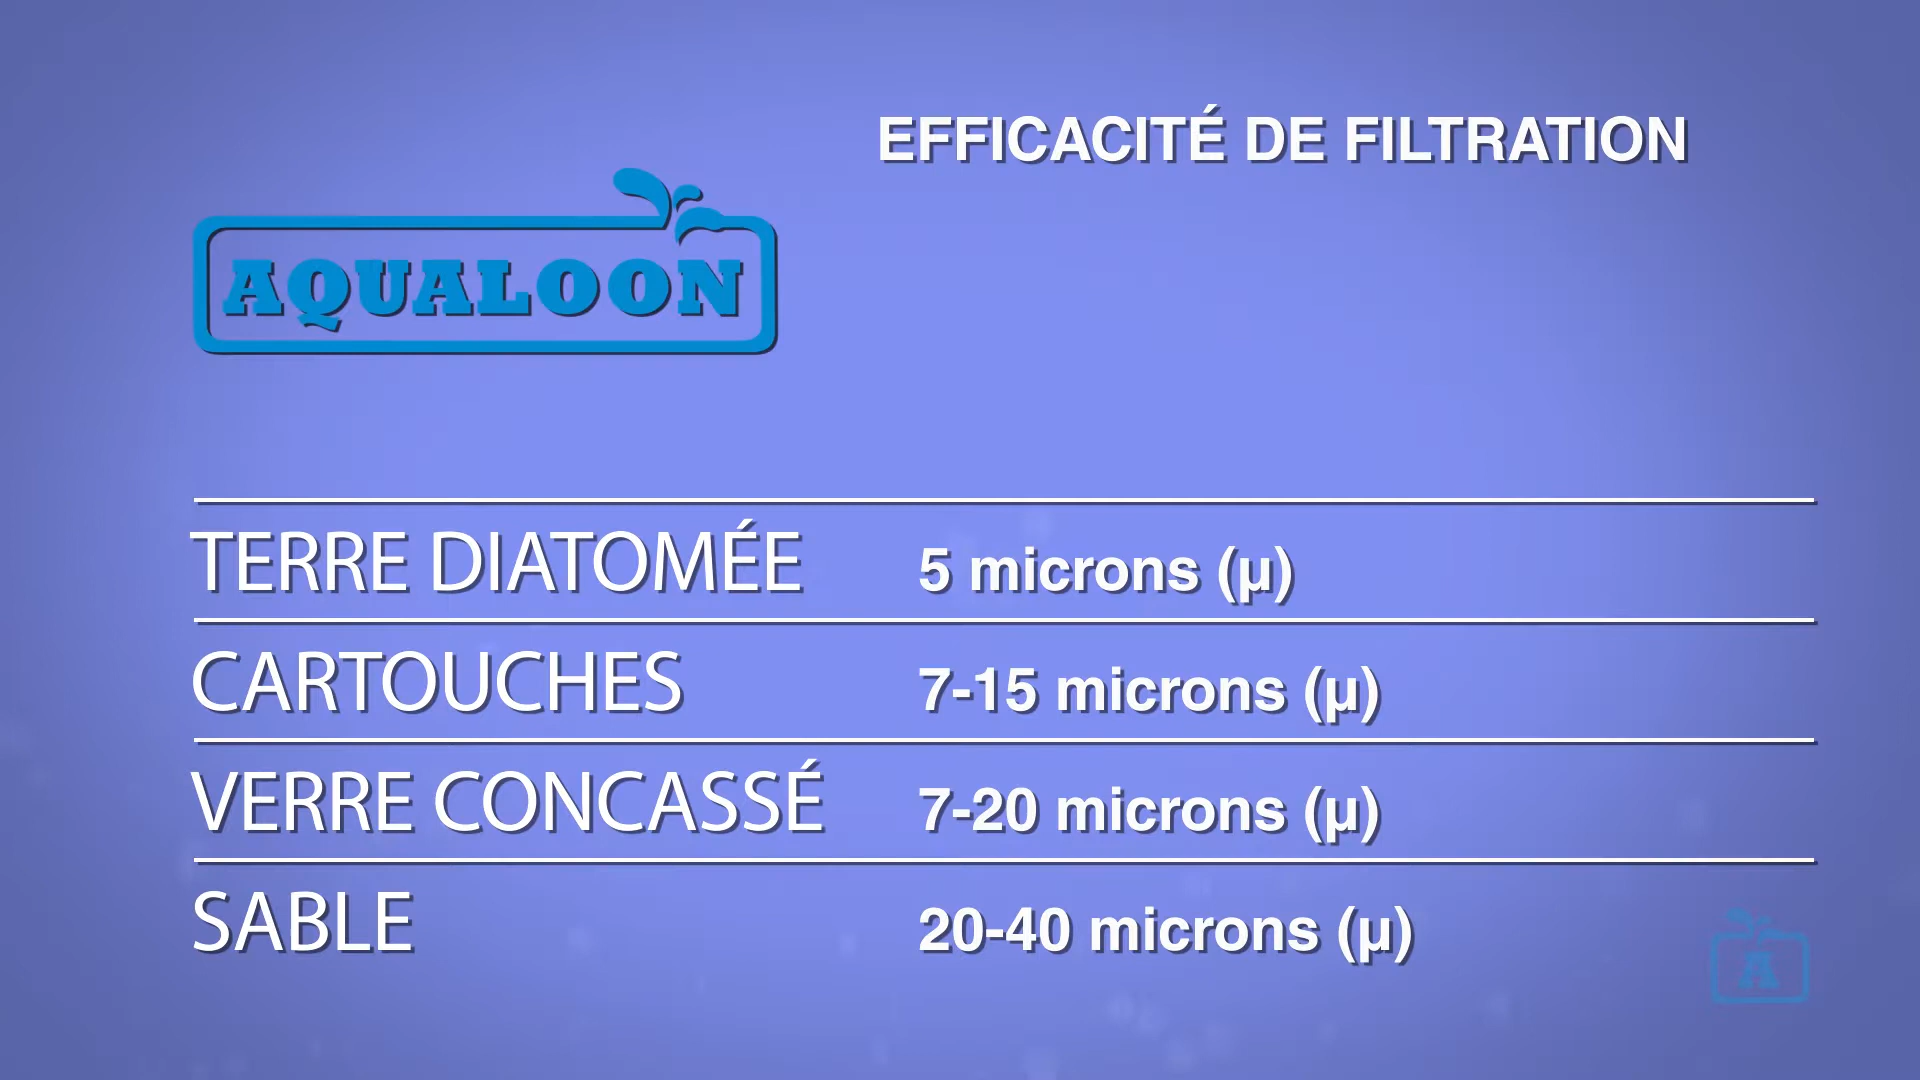 EFFICACITÉ DE FILTRATION
AQUALOON
TERRE DIATOMÉE 5 microns (µ)
CARTOUCHES 7-15 microns (µ)
VERRE CONCASSÉ 7-20 microns (µ)
SABLE 20-40 microns (µ)
A